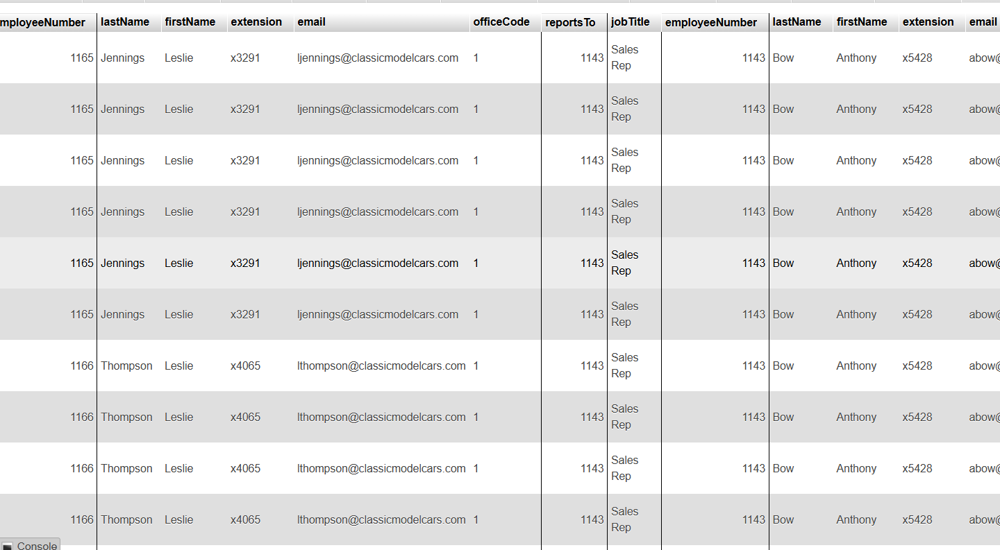 mployeeNumber lastName firstName extension email officeCode reportsTo jobTitle employeeNumber lastName firstName extension email
1165 Jennings Leslie x3291 ljennings@classicmodelcars.com 1 1143 Sales Rep 1143 Bow Anthony x5428 abow@
1165 Jennings Leslie x3291 ljennings@classicmodelcars.com 1 1143 Sales Rep 1143 Bow Anthony x5428 abow@
1165 Jennings Leslie x3291 ljennings@classicmodelcars.com 1 1143 Sales Rep 1143 Bow Anthony x5428 abow@
1165 Jennings Leslie x3291 ljennings@classicmodelcars.com 1 1143 Sales Rep 1143 Bow Anthony x5428 abow@
1165 Jennings Leslie x3291 ljennings@classicmodelcars.com 1 1143 Sales Rep 1143 Bow Anthony x5428 abow@
1165 Jennings Leslie x3291 ljennings@classicmodelcars.com 1 1143 Sales Rep 1143 Bow Anthony x5428 abow@
1166 Thompson Leslie x4065 lthompson@classicmodelcars.com 1 1143 Sales Rep 1143 Bow Anthony x5428 abow@
1166 Thompson Leslie x4065 lthompson@classicmodelcars.com 1 1143 Sales Rep 1143 Bow Anthony x5428 abow@
1166 Thompson Leslie x4065 lthompson@classicmodelcars.com 1 1143 Sales Rep 1143 Bow Anthony x5428 abow@
1166 Thompson Leslie x4065 lthompson@classicmodelcars.com 1 1143 Sales Rep 1143 Bow Anthony x5428 abow@
Console